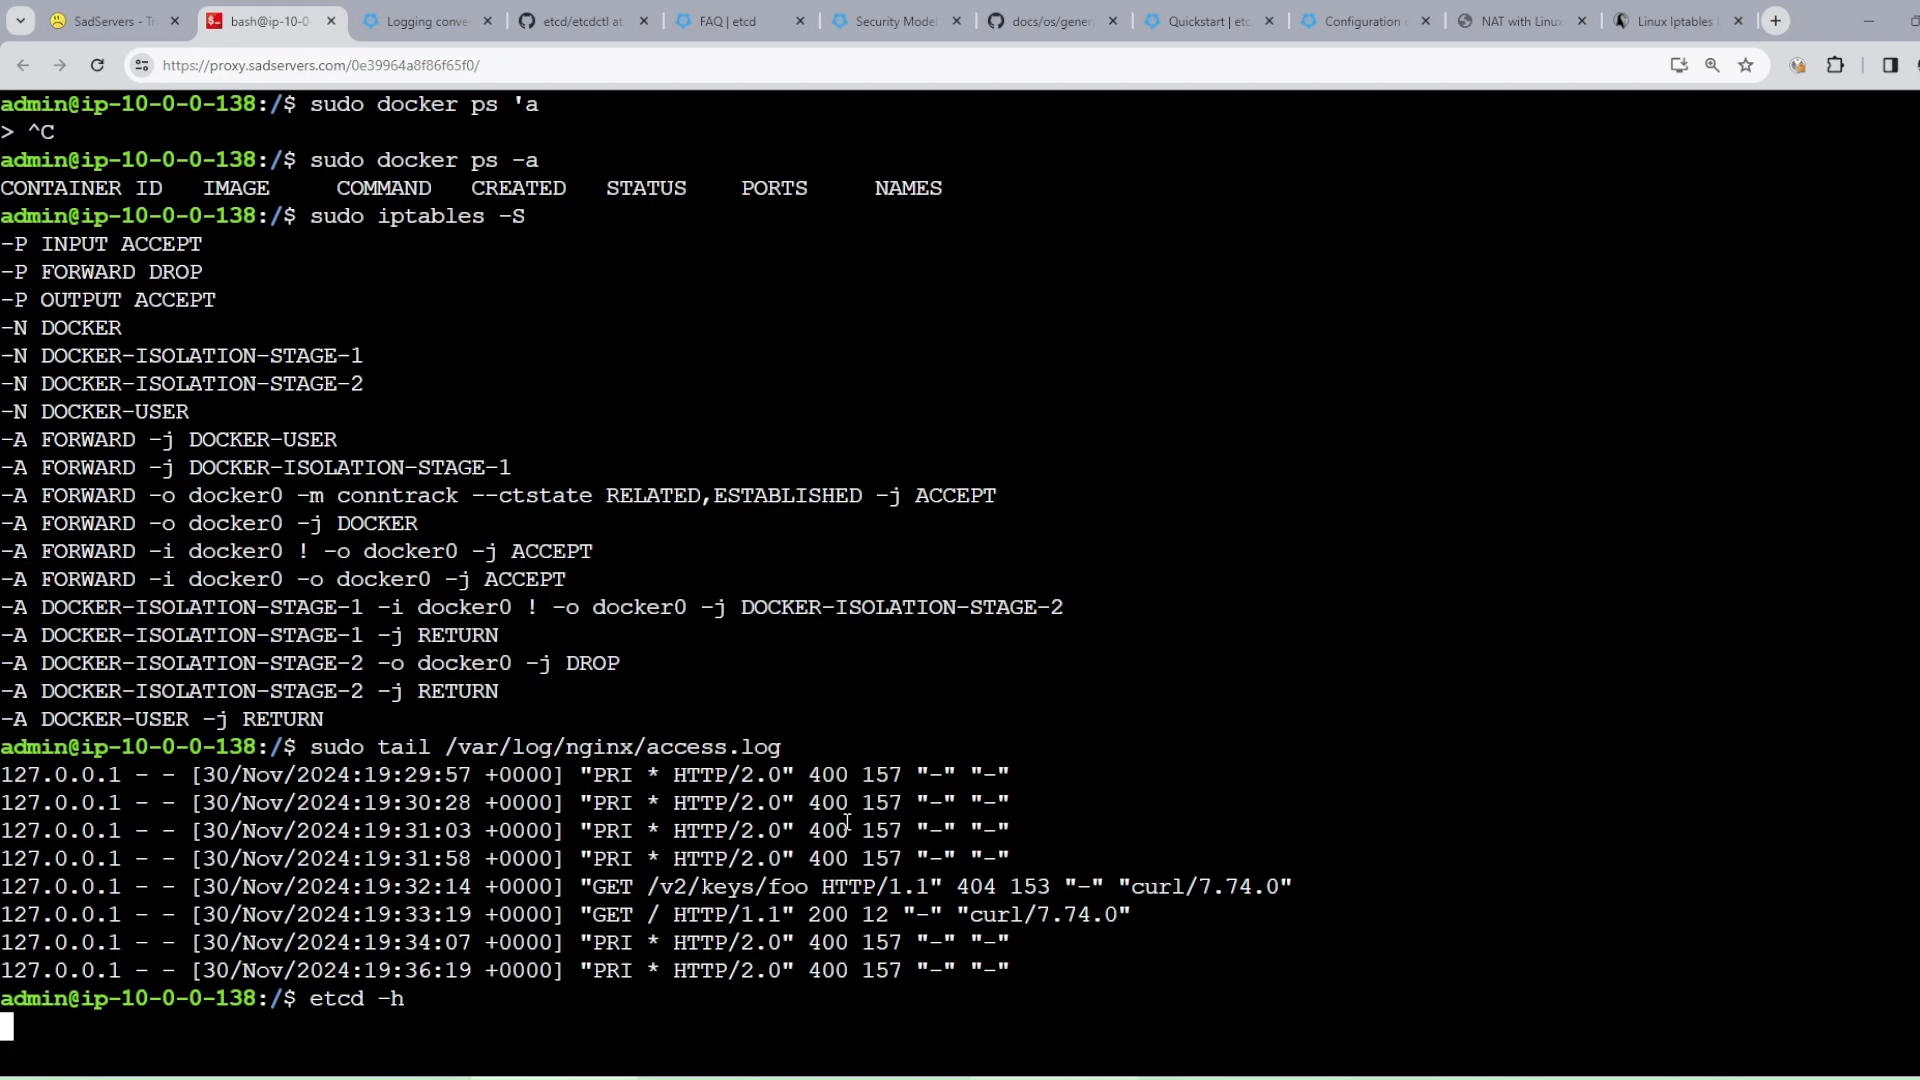 SadServers - Tr
bash@ip-10-0-
Logging conve
etcd/etcdctl at
FAQ | etcd
Security Model
docs/os/gener
Quickstart | etc
Configuration
NAT with Linux
Linux Iptables
https://proxy.sadservers.com/0e39964a8f86f65f0/
admin@ip-10-0-0-138:/$ sudo docker ps 'a
> ^C
admin@ip-10-0-0-138:/$ sudo docker ps -a
CONTAINER ID   IMAGE     COMMAND   CREATED   STATUS    PORTS     NAMES
admin@ip-10-0-0-138:/$ sudo iptables -S
-P INPUT ACCEPT
-P FORWARD DROP
-P OUTPUT ACCEPT
-N DOCKER
-N DOCKER-ISOLATION-STAGE-1
-N DOCKER-ISOLATION-STAGE-2
-N DOCKER-USER
-A FORWARD -j DOCKER-USER
-A FORWARD -j DOCKER-ISOLATION-STAGE-1
-A FORWARD -o docker0 -m conntrack --ctstate RELATED,ESTABLISHED -j ACCEPT
-A FORWARD -o docker0 -j DOCKER
-A FORWARD -i docker0 ! -o docker0 -j ACCEPT
-A FORWARD -i docker0 -o docker0 -j ACCEPT
-A DOCKER-ISOLATION-STAGE-1 -i docker0 ! -o docker0 -j DOCKER-ISOLATION-STAGE-2
-A DOCKER-ISOLATION-STAGE-1 -j RETURN
-A DOCKER-ISOLATION-STAGE-2 -o docker0 -j DROP
-A DOCKER-ISOLATION-STAGE-2 -j RETURN
-A DOCKER-USER -j RETURN
admin@ip-10-0-0-138:/$ sudo tail /var/log/nginx/access.log
127.0.0.1 - - [30/Nov/2024:19:29:57 +0000] "PRI * HTTP/2.0" 400 157 "-" "-"
127.0.0.1 - - [30/Nov/2024:19:30:28 +0000] "PRI * HTTP/2.0" 400 157 "-" "-"
127.0.0.1 - - [30/Nov/2024:19:31:03 +0000] "PRI * HTTP/2.0" 400 157 "-" "-"
127.0.0.1 - - [30/Nov/2024:19:31:58 +0000] "PRI * HTTP/2.0" 400 157 "-" "-"
127.0.0.1 - - [30/Nov/2024:19:32:14 +0000] "GET /v2/keys/foo HTTP/1.1" 404 153 "-" "curl/7.74.0"
127.0.0.1 - - [30/Nov/2024:19:33:19 +0000] "GET / HTTP/1.1" 200 12 "-" "curl/7.74.0"
127.0.0.1 - - [30/Nov/2024:19:34:07 +0000] "PRI * HTTP/2.0" 400 157 "-" "-"
127.0.0.1 - - [30/Nov/2024:19:36:19 +0000] "PRI * HTTP/2.0" 400 157 "-" "-"
admin@ip-10-0-0-138:/$ etcd -h